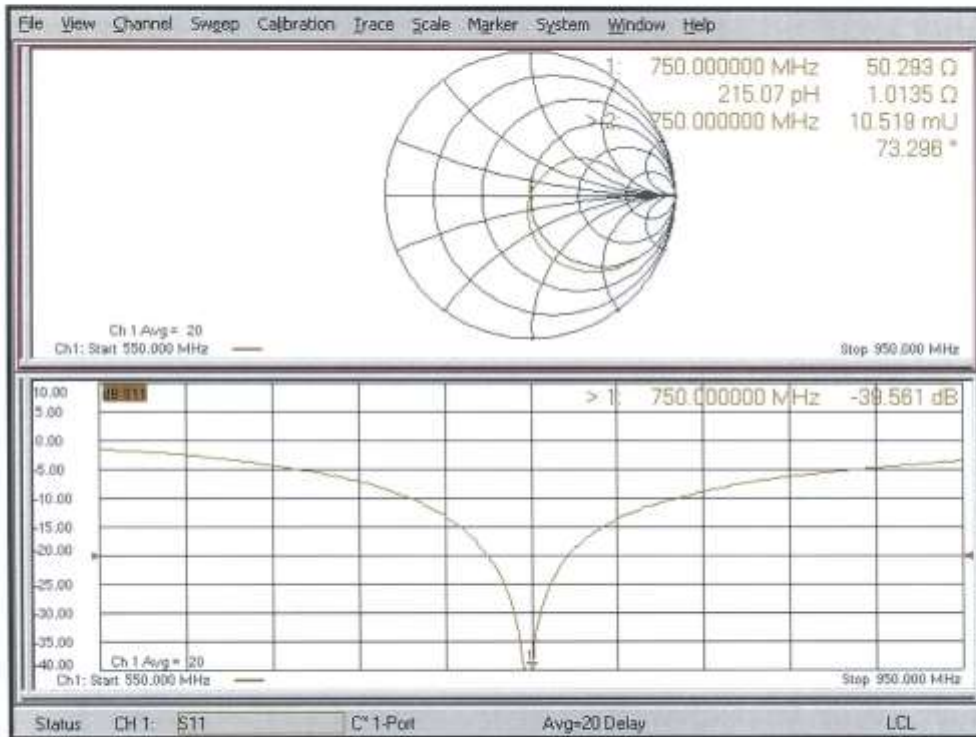 File View Channel Sweep Calibration Trace Scale Marker System Window Help
1: 750.000000 MHz 50.293 Ω
215.07 pH 1.0135 Ω
> 2: 750.000000 MHz 10.519 mU
73.296 °
Ch 1 Avg = 20
Ch1: Start 550.000 MHz
Stop 950.000 MHz
10.00
dB S11
> 1: 750.000000 MHz -39.561 dB
5.00
0.00
-5.00
-10.00
-15.00
-20.00
-25.00
-30.00
-35.00
-40.00
1
Ch 1 Avg = 20
Ch1: Start 550.000 MHz
Stop 950.000 MHz
Status CH 1: S11 C* 1-Port Avg=20 Delay LCL